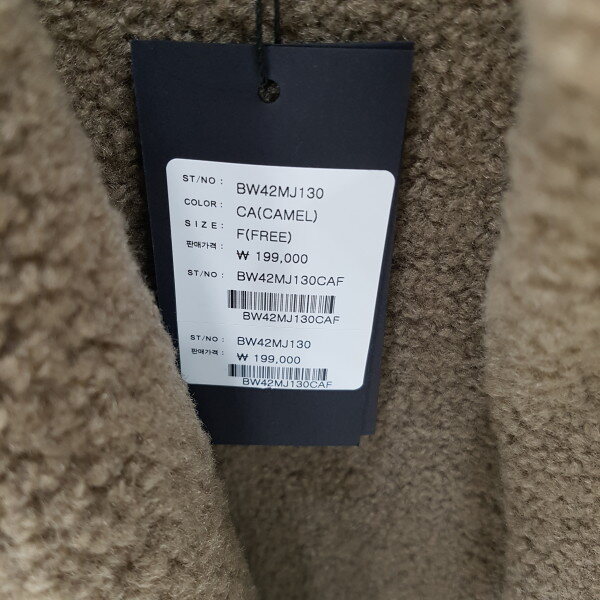 ST/NO : BW42MJ130
COLOR : CA(CAMEL)
SIZE : F(FREE)
판매가격 : ₩ 199,000
ST/NO : BW42MJ130CAF
BW42MJ130CAF
ST/NO : BW42MJ130
판매가격 : ₩ 199,000
BW42MJ130CAF